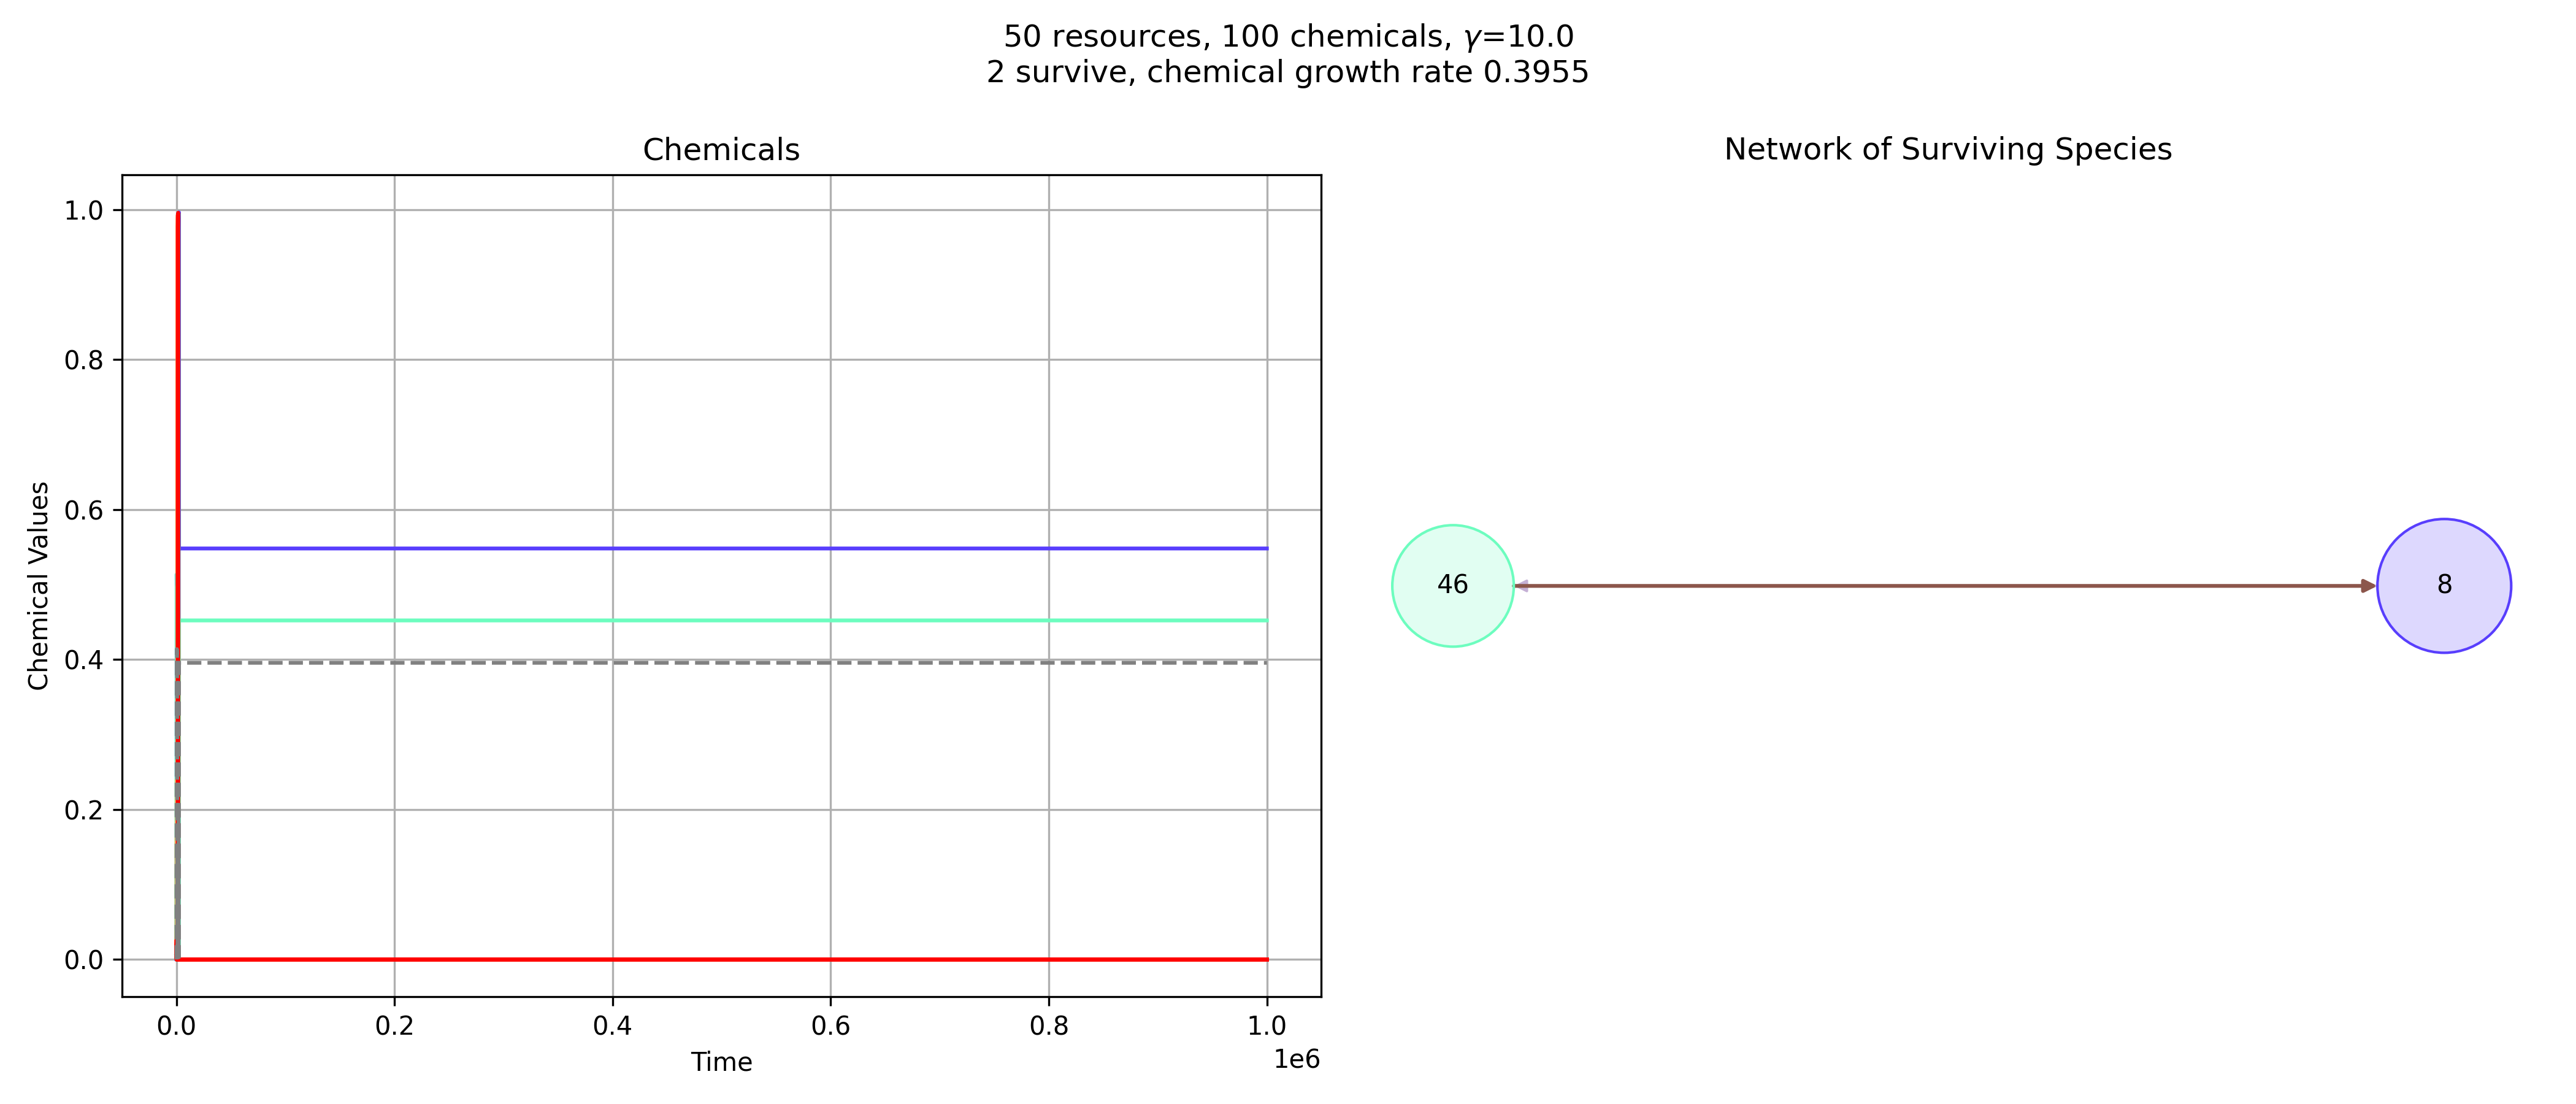 50 resources, 100 chemicals, γ=10.0
2 survive, chemical growth rate 0.3955
Chemicals
Chemical Values
1.0
0.8
0.6
0.4
0.2
0.0
0.0 0.2 0.4 0.6 0.8 1.0
1e6
Time
Network of Surviving Species
46 8